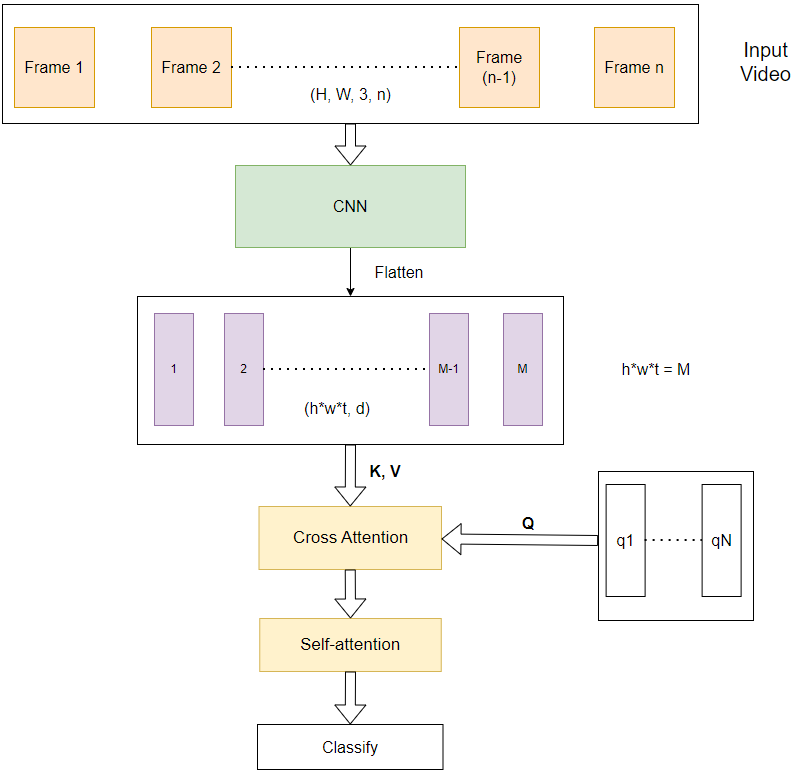 Frame 1
Frame 2
Frame
(n-1)
Frame n
Input
Video
(H, W, 3, n)
CNN
Flatten
1
2
M-1
M
h*w*t = M
(h*w*t, d)
K, V
Q
q1
qN
Cross Attention
Self-attention
Classify